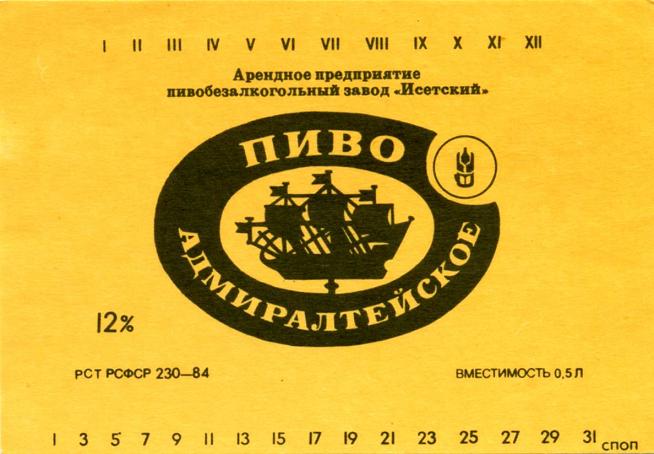 I II III IV V VI VII VIII IX X XI XII
Арендное предприятие
пивобезалкогольный завод «Исетский»
ПИВО
АДМИРАЛТЕЙСКОЕ
12%
РСТ РСФСР 230—84
ВМЕСТИМОСТЬ 0,5 Л
1 3 5 7 9 11 13 15 17 19 21 23 25 27 29 31
СПОП